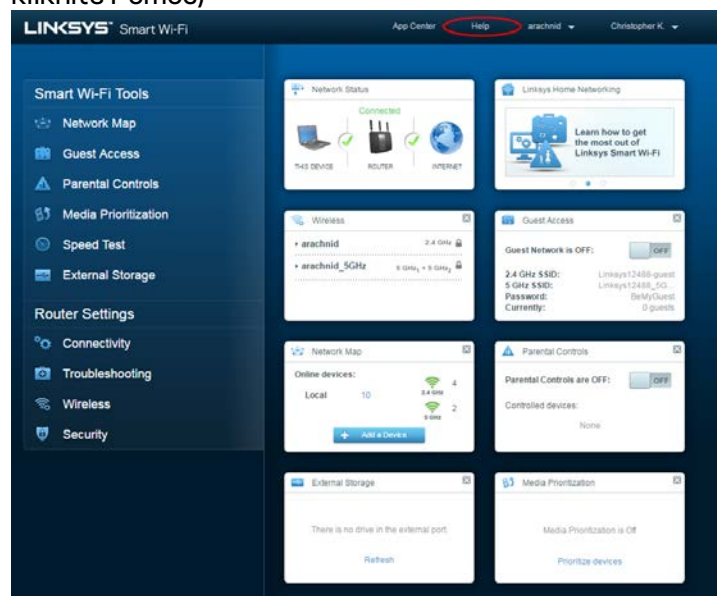 kliknite Pomoć)
LINKSYS Smart Wi-Fi
App Center
Help
arachnid
Christopher K.
Smart Wi-Fi Tools
Network Map
Guest Access
Parental Controls
Media Prioritization
Speed Test
External Storage
Router Settings
Connectivity
Troubleshooting
Wireless
Security
Network Status
Connected
THIS DEVICE
ROUTER
INTERNET
Linksys Home Networking
Learn how to get
the most out of
Linksys Smart Wi-Fi
Wireless
arachnid 2.4 GHz
arachnid_5GHz 5 GHz1 + 5 GHz2
Guest Access
Guest Network is OFF: OFF
2.4 GHz SSID: Linksys12468-guest
5 GHz SSID: Linksys12468_5G...
Password: BeMyGuest
Currently: 0 guests
Network Map
Online devices:
Local 10
4
2.4 GHz
2
5 GHz
+ Add a Device
Parental Controls
Parental Controls are OFF: OFF
Controlled devices:
None
External Storage
There is no drive in the external port.
Refresh
Media Prioritization
Media Prioritization is Off
Prioritize devices